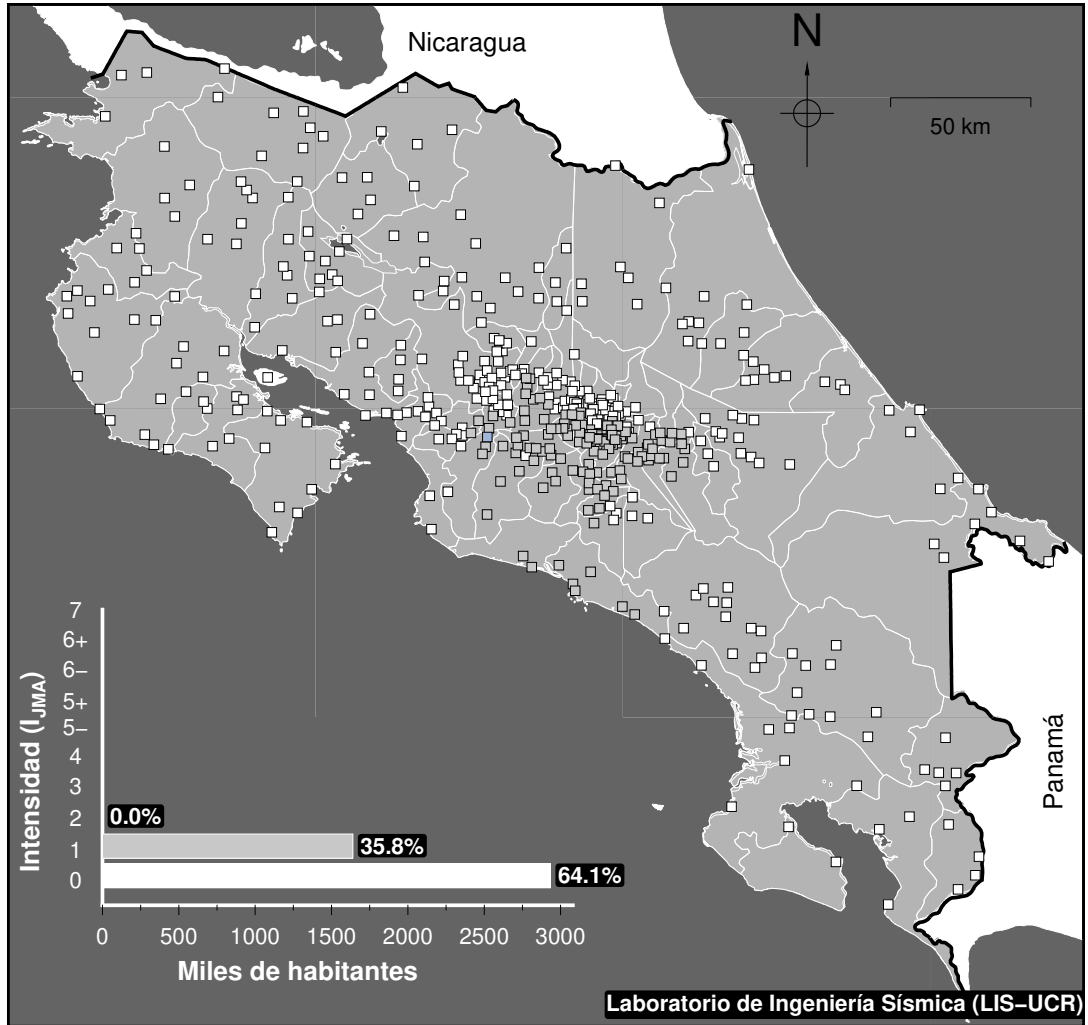 Nicaragua
N
50 km
Panamá
Intensidad (I_JMA)
7
6+
6–
5+
5–
4
3
2
1
0
0.0%
35.8%
64.1%
0 500 1000 1500 2000 2500 3000
Miles de habitantes
Laboratorio de Ingeniería Sísmica (LIS–UCR)